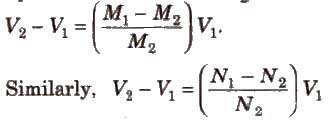 V₂ − V₁ = ( (M₁ − M₂) / M₂ ) V₁.
Similarly, V₂ − V₁ = ( (N₁ − N₂) / N₂ ) V₁